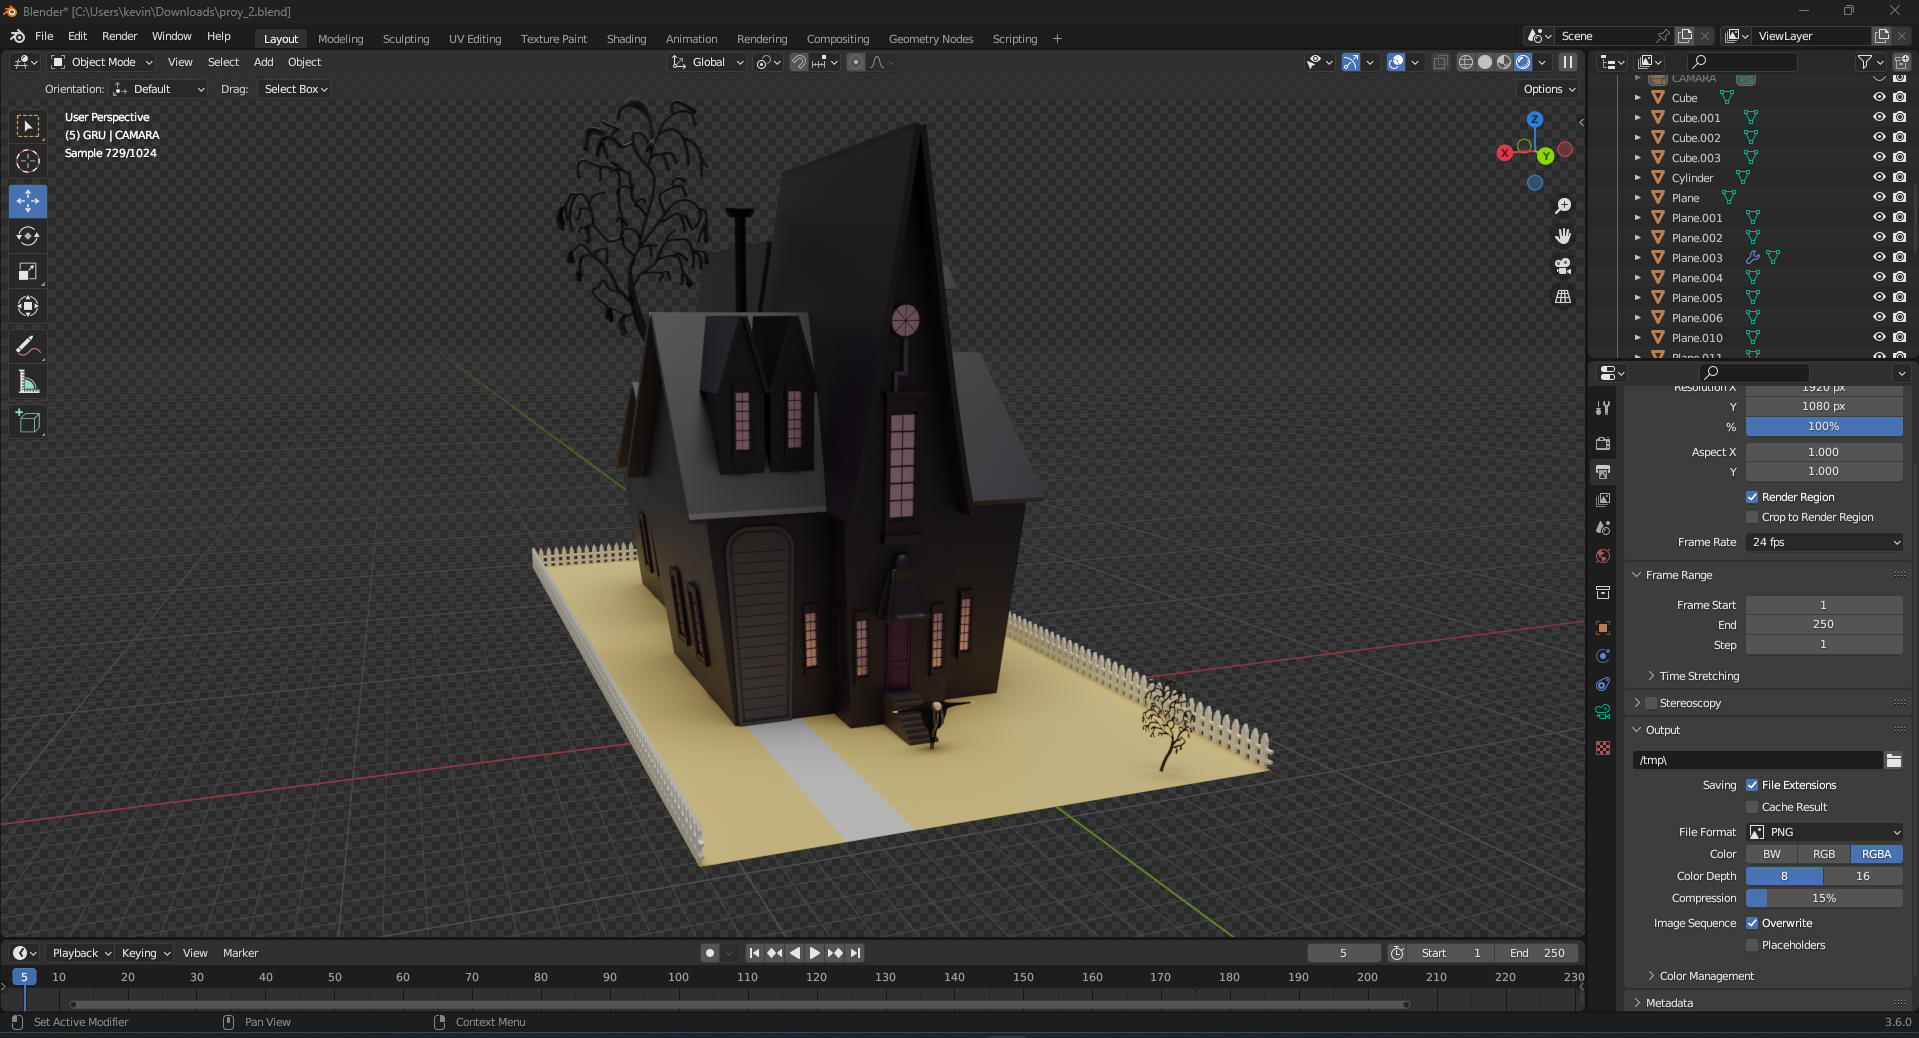 Blender* [C:\Users\kevin\Downloads\proy_2.blend]
File Edit Render Window Help
Layout Modeling Sculpting UV Editing Texture Paint Shading Animation Rendering Compositing Geometry Nodes Scripting +
Scene
ViewLayer
Object Mode View Select Add Object
Global
Orientation: Default Drag: Select Box
Options
User Perspective
(5) GRU | CAMARA
Sample 729/1024
Z
X
Y
CAMARA
Cube
Cube.001
Cube.002
Cube.003
Cylinder
Plane
Plane.001
Plane.002
Plane.003
Plane.004
Plane.005
Plane.006
Plane.010
Plane.011
Resolution X 1920 px
Y 1080 px
% 100%
Aspect X 1.000
Y 1.000
Render Region
Crop to Render Region
Frame Rate 24 fps
Frame Range
Frame Start 1
End 250
Step 1
Time Stretching
Stereoscopy
Output
/tmp\
Saving File Extensions
Cache Result
File Format PNG
Color BW RGB RGBA
Color Depth 8 16
Compression 15%
Image Sequence Overwrite
Placeholders
Color Management
Metadata
Playback Keying View Marker
5 Start 1 End 250
5 10 20 30 40 50 60 70 80 90 100 110 120 130 140 150 160 170 180 190 200 210 220 230
Set Active Modifier Pan View Context Menu
3.6.0